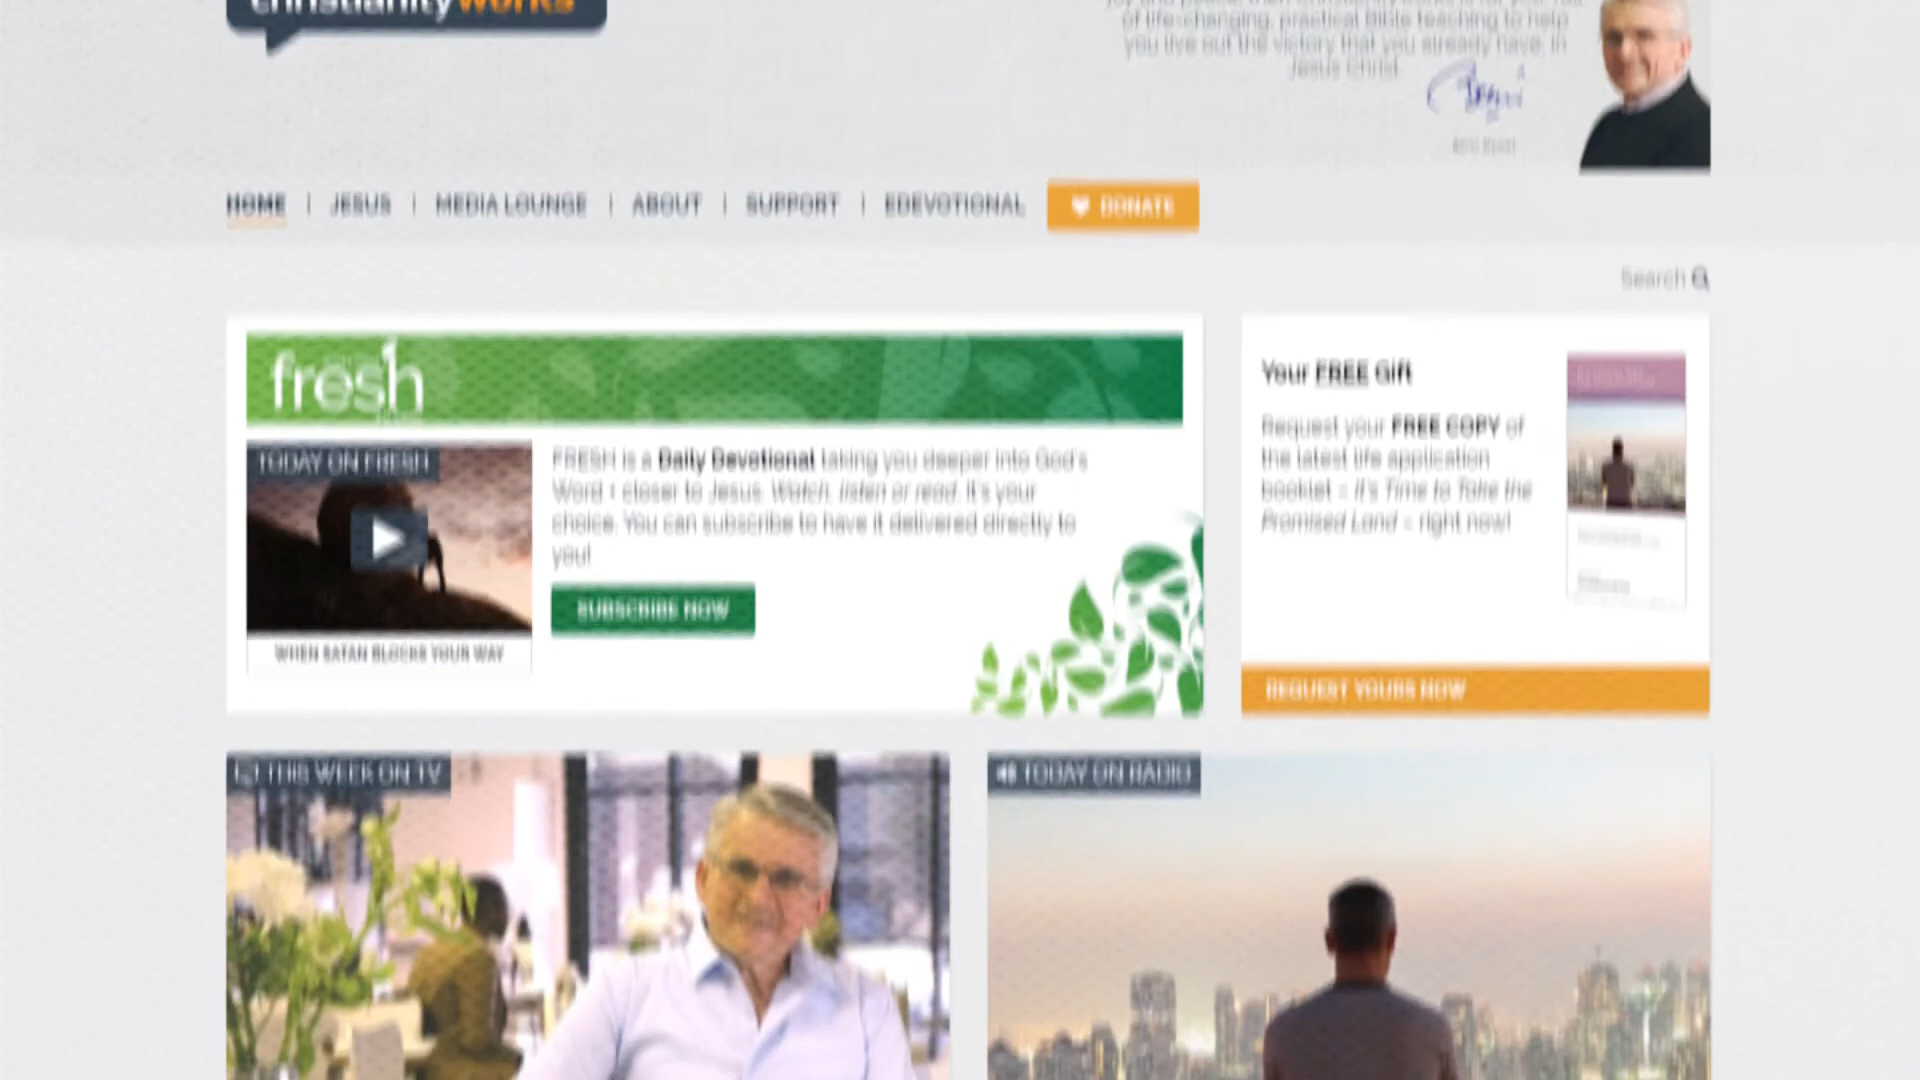 christianityworks
of life-changing, practical Bible teaching to help
you live out the victory that you already have, in
Jesus Christ.
HOME | JESUS | MEDIA LOUNGE | ABOUT | SUPPORT | EDEVOTIONAL DONATE
Search
fresh
TODAY ON FRESH
FRESH is a Daily Devotional taking you deeper into God's
Word + closer to Jesus. Watch, listen or read. It's your
choice. You can subscribe to have it delivered directly to
you!
SUBSCRIBE NOW
WHEN SATAN BLOCKS YOUR WAY
Your FREE Gift
Request your FREE COPY of
the latest life application
booklet - It's Time to Take the
Promised Land - right now!
REQUEST YOURS NOW
THIS WEEK ON TV
TODAY ON RADIO